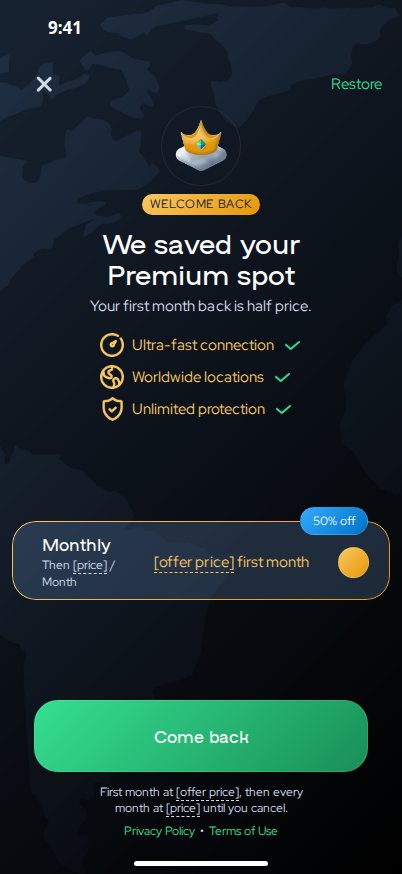 9:41
Restore
WELCOME BACK
We saved your
Premium spot
Your first month back is half price.
Ultra-fast connection
Worldwide locations
Unlimited protection
50% off
Monthly
Then [price] /
Month
[offer price] first month
Come back
First month at [offer price], then every
month at [price] until you cancel.
Privacy Policy • Terms of Use